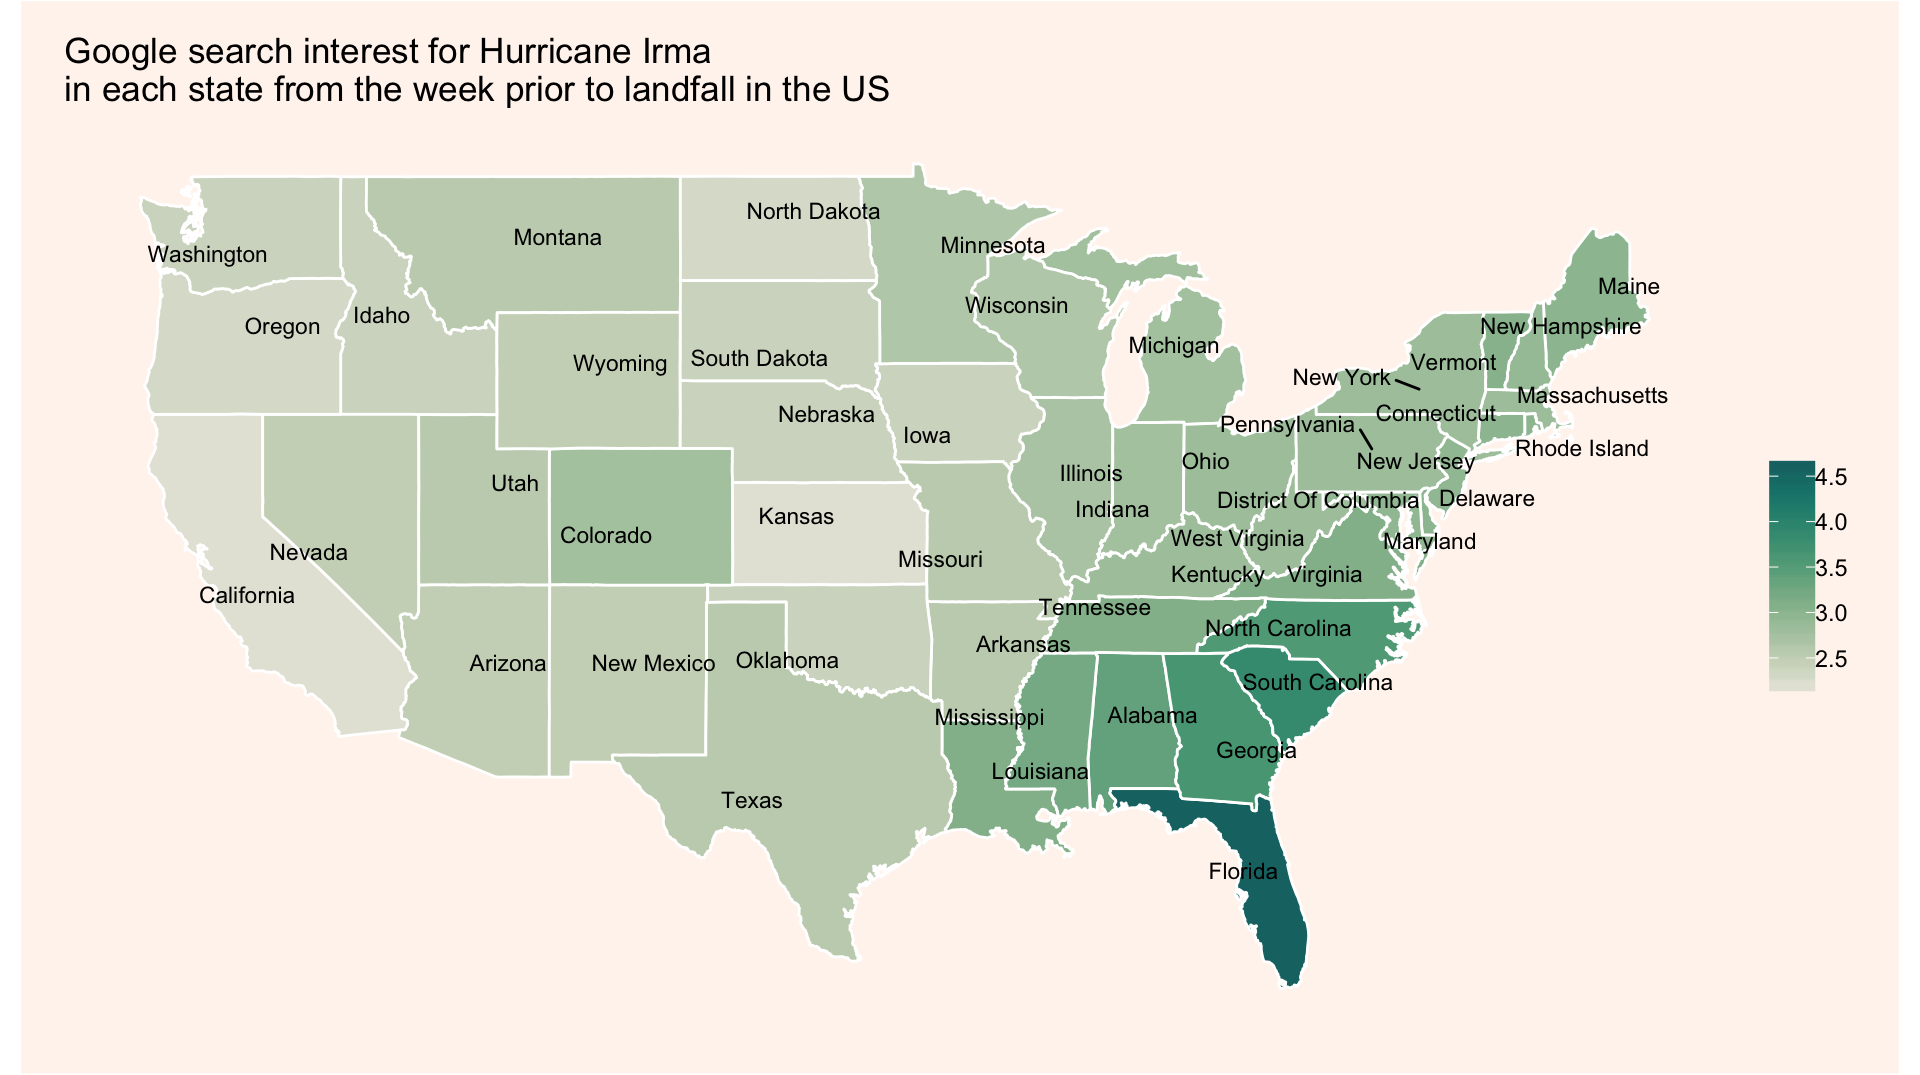 Google search interest for Hurricane Irma
in each state from the week prior to landfall in the US
North Dakota
Montana
Minnesota
Washington
Maine
Wisconsin
Idaho
Oregon
New Hampshire
Michigan
South Dakota
Wyoming
Vermont
New York
Massachusetts
Nebraska
Connecticut
Pennsylvania
Iowa
Rhode Island
Ohio
New Jersey
Illinois
4.5
Utah
District Of Columbia
Delaware
Indiana
Kansas
4.0
Colorado
West Virginia
Maryland
Nevada
Missouri
3.5
Kentucky
Virginia
California
Tennessee
3.0
North Carolina
Arkansas
2.5
Oklahoma
Arizona
New Mexico
South Carolina
Alabama
Mississippi
Georgia
Louisiana
Texas
Florida